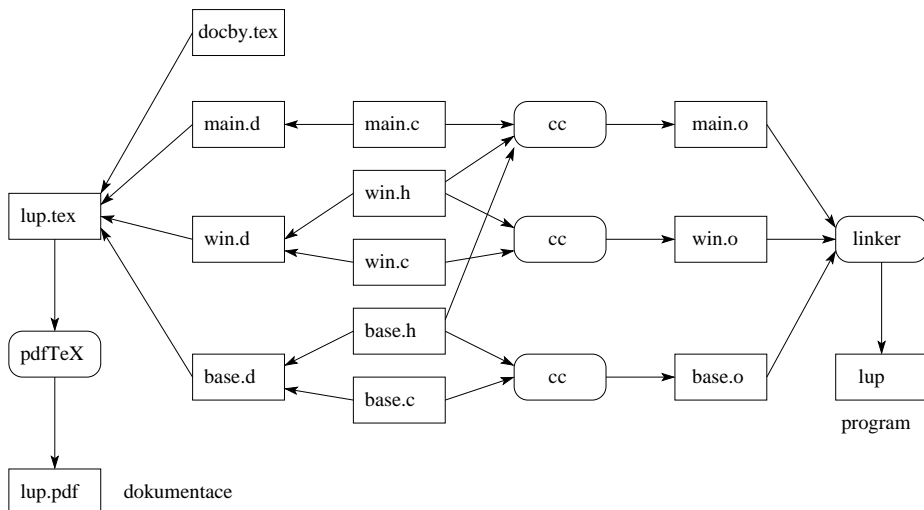 docby.tex
main.d
main.c
cc
main.o
win.h
lup.tex
win.d
cc
win.o
linker
win.c
base.h
pdfTeX
base.d
cc
base.o
lup
base.c
program
lup.pdf
dokumentace